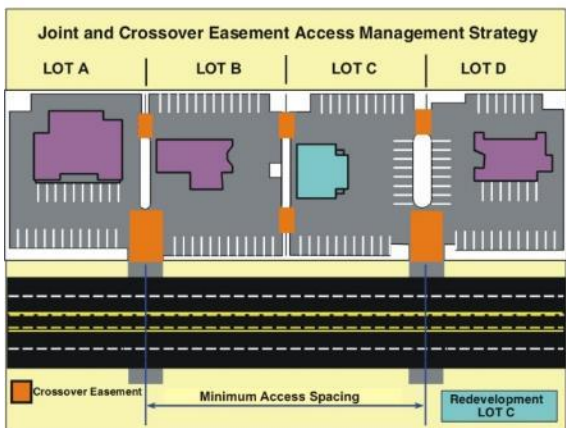 Joint and Crossover Easement Access Management Strategy
LOT A LOT B LOT C LOT D
Crossover Easement
Minimum Access Spacing
Redevelopment
LOT C